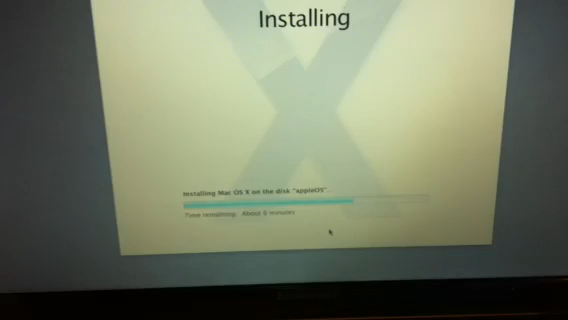 Installing
Installing Mac OS X on the disk "appleOS".
Time remaining: About 6 minutes